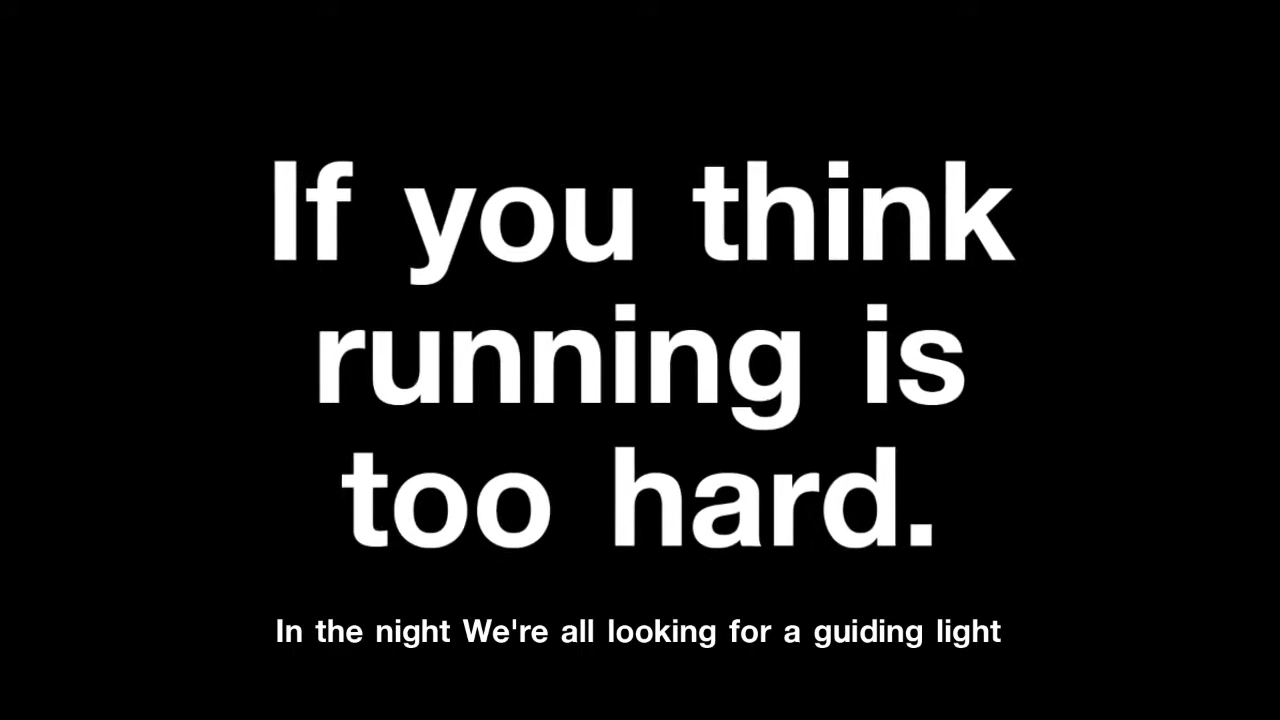 If you think
running is
too hard.
In the night We're all looking for a guiding light